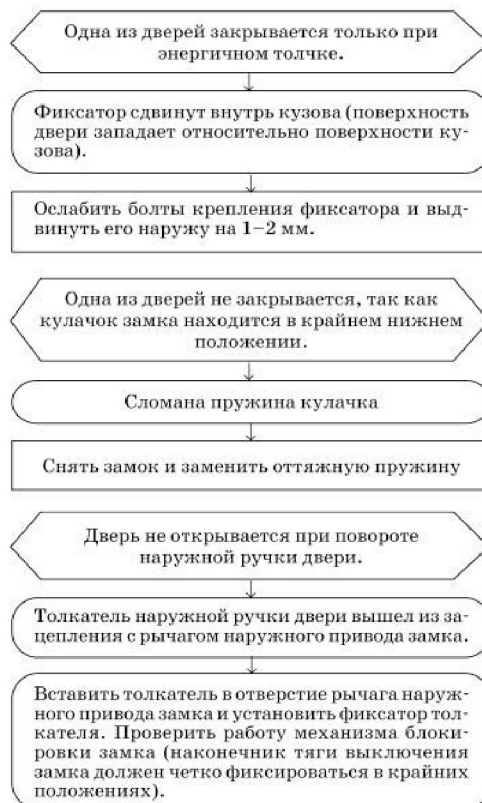 Одна из дверей закрывается только при
энергичном толчке.
Фиксатор сдвинут внутрь кузова (поверхность
двери западает относительно поверхности ку-
зова).
Ослабить болты крепления фиксатора и выд-
винуть его наружу на 1–2 мм.
Одна из дверей не закрывается, так как
кулачок замка находится в крайнем нижнем
положении.
Сломана пружина кулачка
Снять замок и заменить оттяжную пружину
Дверь не открывается при повороте
наружной ручки двери.
Толкатель наружной ручки двери вышел из за-
цепления с рычагом наружного привода замка.
Вставить толкатель в отверстие рычага наруж-
ного привода замка и установить фиксатор тол-
кателя. Проверить работу механизма блоки-
ровки замка (наконечник тяги выключения
замка должен четко фиксироваться в крайних
положениях).